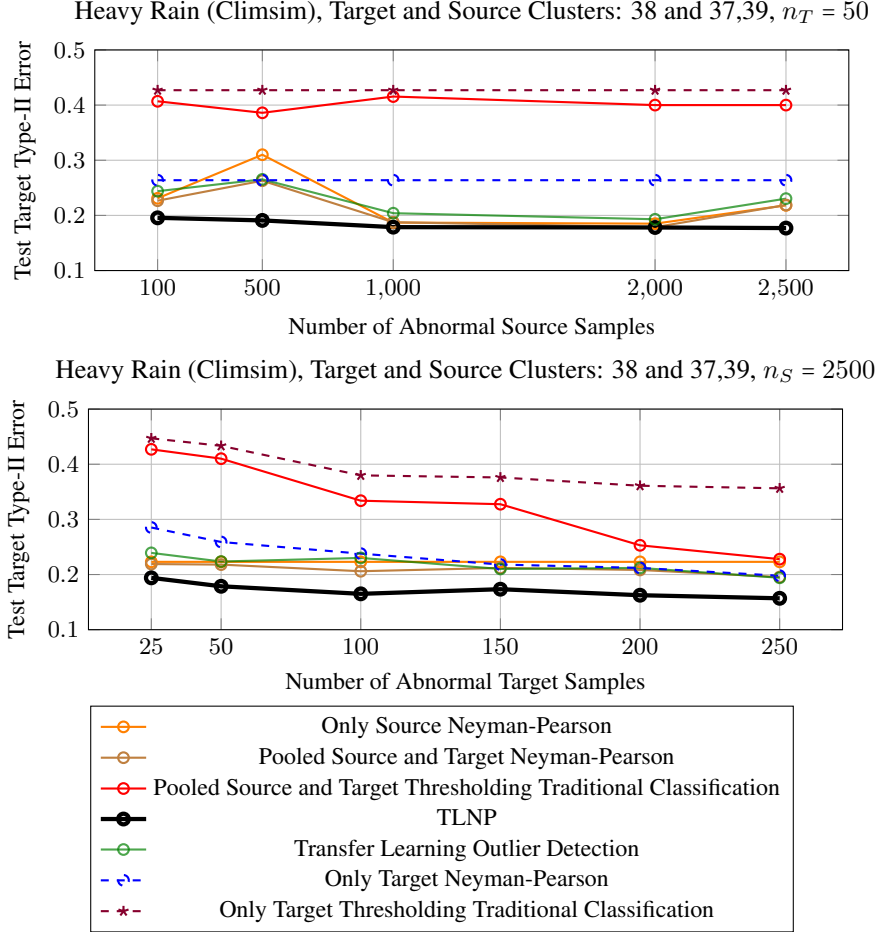 Heavy Rain (Climsim), Target and Source Clusters: 38 and 37,39, n_T = 50
Test Target Type-II Error
0.5
0.4
0.3
0.2
0.1
100 500 1,000 2,000 2,500
Number of Abnormal Source Samples
Heavy Rain (Climsim), Target and Source Clusters: 38 and 37,39, n_S = 2500
Test Target Type-II Error
0.5
0.4
0.3
0.2
0.1
25 50 100 150 200 250
Number of Abnormal Target Samples
Only Source Neyman-Pearson
Pooled Source and Target Neyman-Pearson
Pooled Source and Target Thresholding Traditional Classification
TLNP
Transfer Learning Outlier Detection
Only Target Neyman-Pearson
Only Target Thresholding Traditional Classification